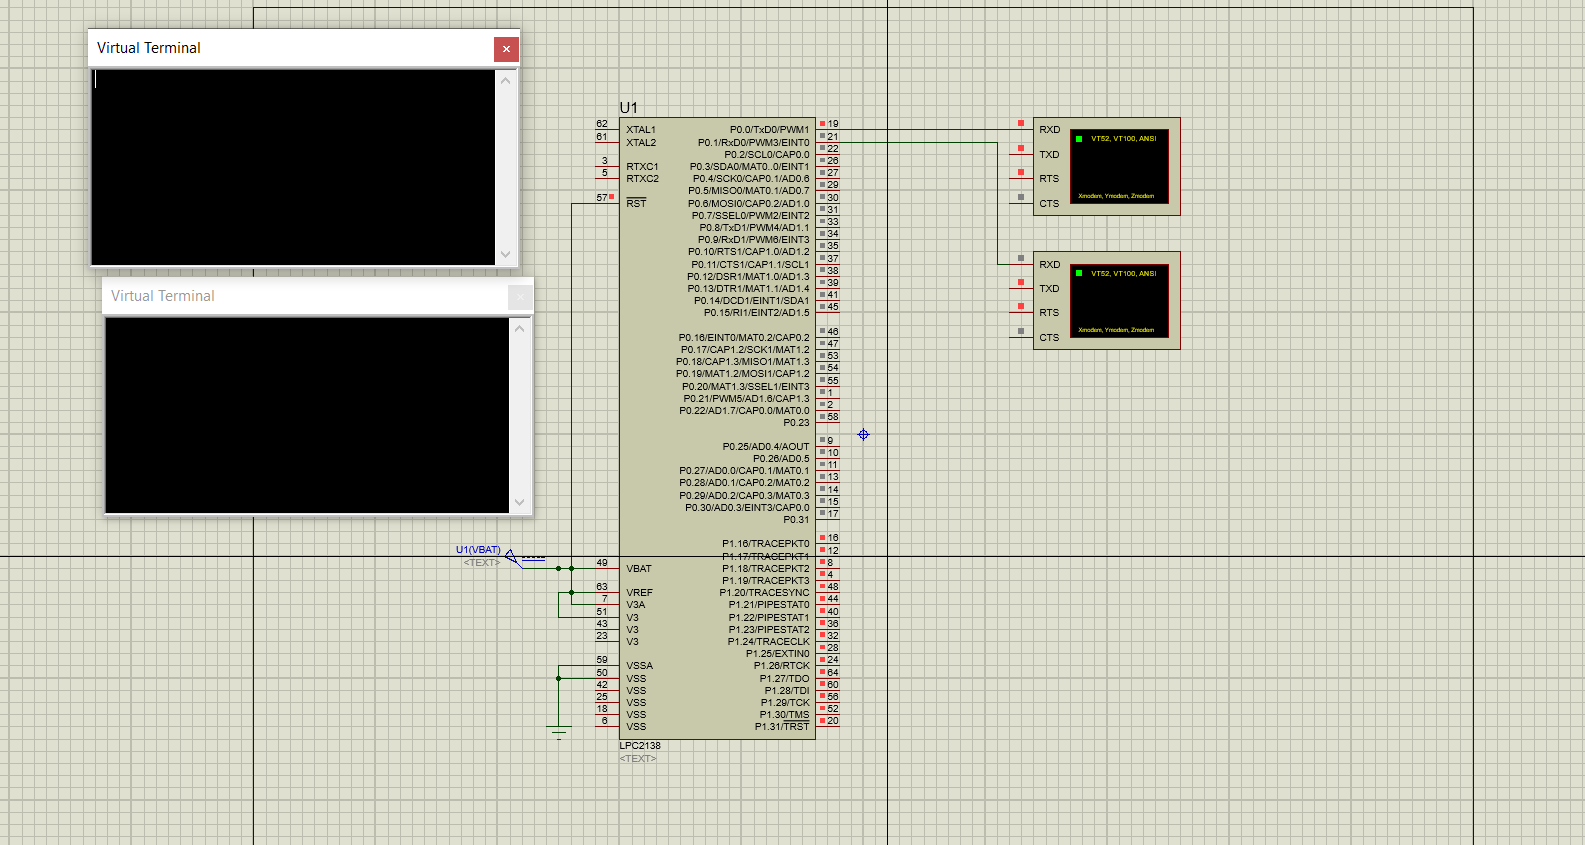 Virtual Terminal
Virtual Terminal
U1
62 XTAL1
61 XTAL2
3 RTXC1
5 RTXC2
57 RST
P0.0/TxD0/PWM1 19
P0.1/RxD0/PWM3/EINT0 21
P0.2/SCL0/CAP0.0 22
P0.3/SDA0/MAT0..0/EINT1 26
P0.4/SCK0/CAP0.1/AD0.6 27
P0.5/MISO0/MAT0.1/AD0.7 29
P0.6/MOSI0/CAP0.2/AD1.0 30
P0.7/SSEL0/PWM2/EINT2 31
P0.8/TxD1/PWM4/AD1.1 33
P0.9/RxD1/PWM6/EINT3 34
P0.10/RTS1/CAP1.0/AD1.2 35
P0.11/CTS1/CAP1.1/SCL1 37
P0.12/DSR1/MAT1.0/AD1.3 38
P0.13/DTR1/MAT1.1/AD1.4 39
P0.14/DCD1/EINT1/SDA1 41
P0.15/RI1/EINT2/AD1.5 45
P0.16/EINT0/MAT0.2/CAP0.2 46
P0.17/CAP1.2/SCK1/MAT1.2 47
P0.18/CAP1.3/MISO1/MAT1.3 53
P0.19/MAT1.2/MOSI1/CAP1.2 54
P0.20/MAT1.3/SSEL1/EINT3 55
P0.21/PWM5/AD1.6/CAP1.3 1
P0.22/AD1.7/CAP0.0/MAT0.0 2
P0.23 58
P0.25/AD0.4/AOUT 9
P0.26/AD0.5 10
P0.27/AD0.0/CAP0.1/MAT0.1 11
P0.28/AD0.1/CAP0.2/MAT0.2 13
P0.29/AD0.2/CAP0.3/MAT0.3 14
P0.30/AD0.3/EINT3/CAP0.0 15
P0.31 17
P1.16/TRACEPKT0 16
P1.17/TRACEPKT1 12
P1.18/TRACEPKT2 8
P1.19/TRACEPKT3 4
P1.20/TRACESYNC 48
P1.21/PIPESTAT0 44
P1.22/PIPESTAT1 40
P1.23/PIPESTAT2 36
P1.24/TRACECLK 32
P1.25/EXTIN0 28
P1.26/RTCK 24
P1.27/TDO 64
P1.28/TDI 60
P1.29/TCK 56
P1.30/TMS 52
P1.31/TRST 20
U1(VBAT)
<TEXT>
49 VBAT
63 VREF
7 V3A
51 V3
43 V3
23 V3
59 VSSA
50 VSS
42 VSS
25 VSS
18 VSS
6 VSS
LPC2138
<TEXT>
RXD
TXD
RTS
CTS
VT52, VT100, ANSI
Xmodem, Ymodem, Zmodem
RXD
TXD
RTS
CTS
VT52, VT100, ANSI
Xmodem, Ymodem, Zmodem